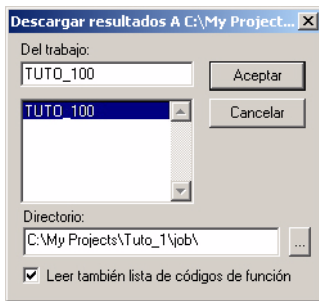 Descargar resultados A C:\My Project...
Del trabajo:
TUTO_100
Aceptar
TUTO_100
Cancelar
Directorio:
C:\My Projects\Tuto_1\job\
...
Leer también lista de códigos de función